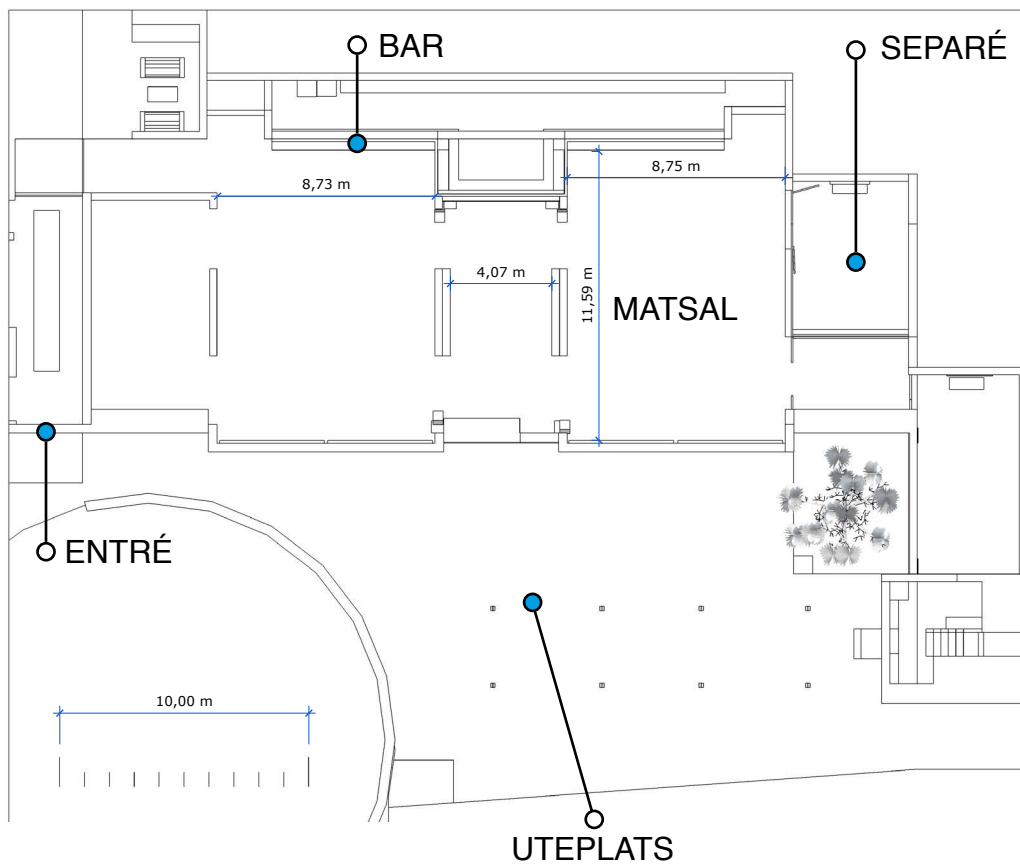 BAR
SEPARÉ
8,73 m
8,75 m
4,07 m
11,59 m
MATSAL
ENTRÉ
10,00 m
UTEPLATS